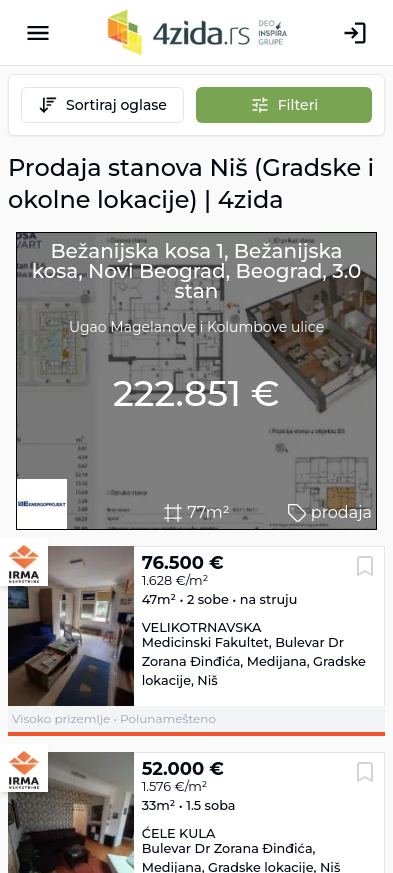 4zida.rs
DEO
INSPIRA
GRUPE
Sortiraj oglase
Filteri
Prodaja stanova Niš (Gradske i
okolne lokacije) | 4zida
Bežanijska kosa 1, Bežanijska
kosa, Novi Beograd, Beograd, 3.0
stan
Ugao Magelanove i Kolumbove ulice
222.851 €
ENERGOPROJEKT
77m²
prodaja
IRMA
NEKRETNINE
76.500 €
1.628 €/m²
47m² • 2 sobe • na struju
VELIKOTRNAVSKA
Medicinski Fakultet, Bulevar Dr
Zorana Đinđića, Medijana, Gradske
lokacije, Niš
Visoko prizemlje • Polunamešteno
IRMA
NEKRETNINE
52.000 €
1.576 €/m²
33m² • 1.5 soba
ĆELE KULA
Bulevar Dr Zorana Đinđića,
Medijana, Gradske lokacije, Niš